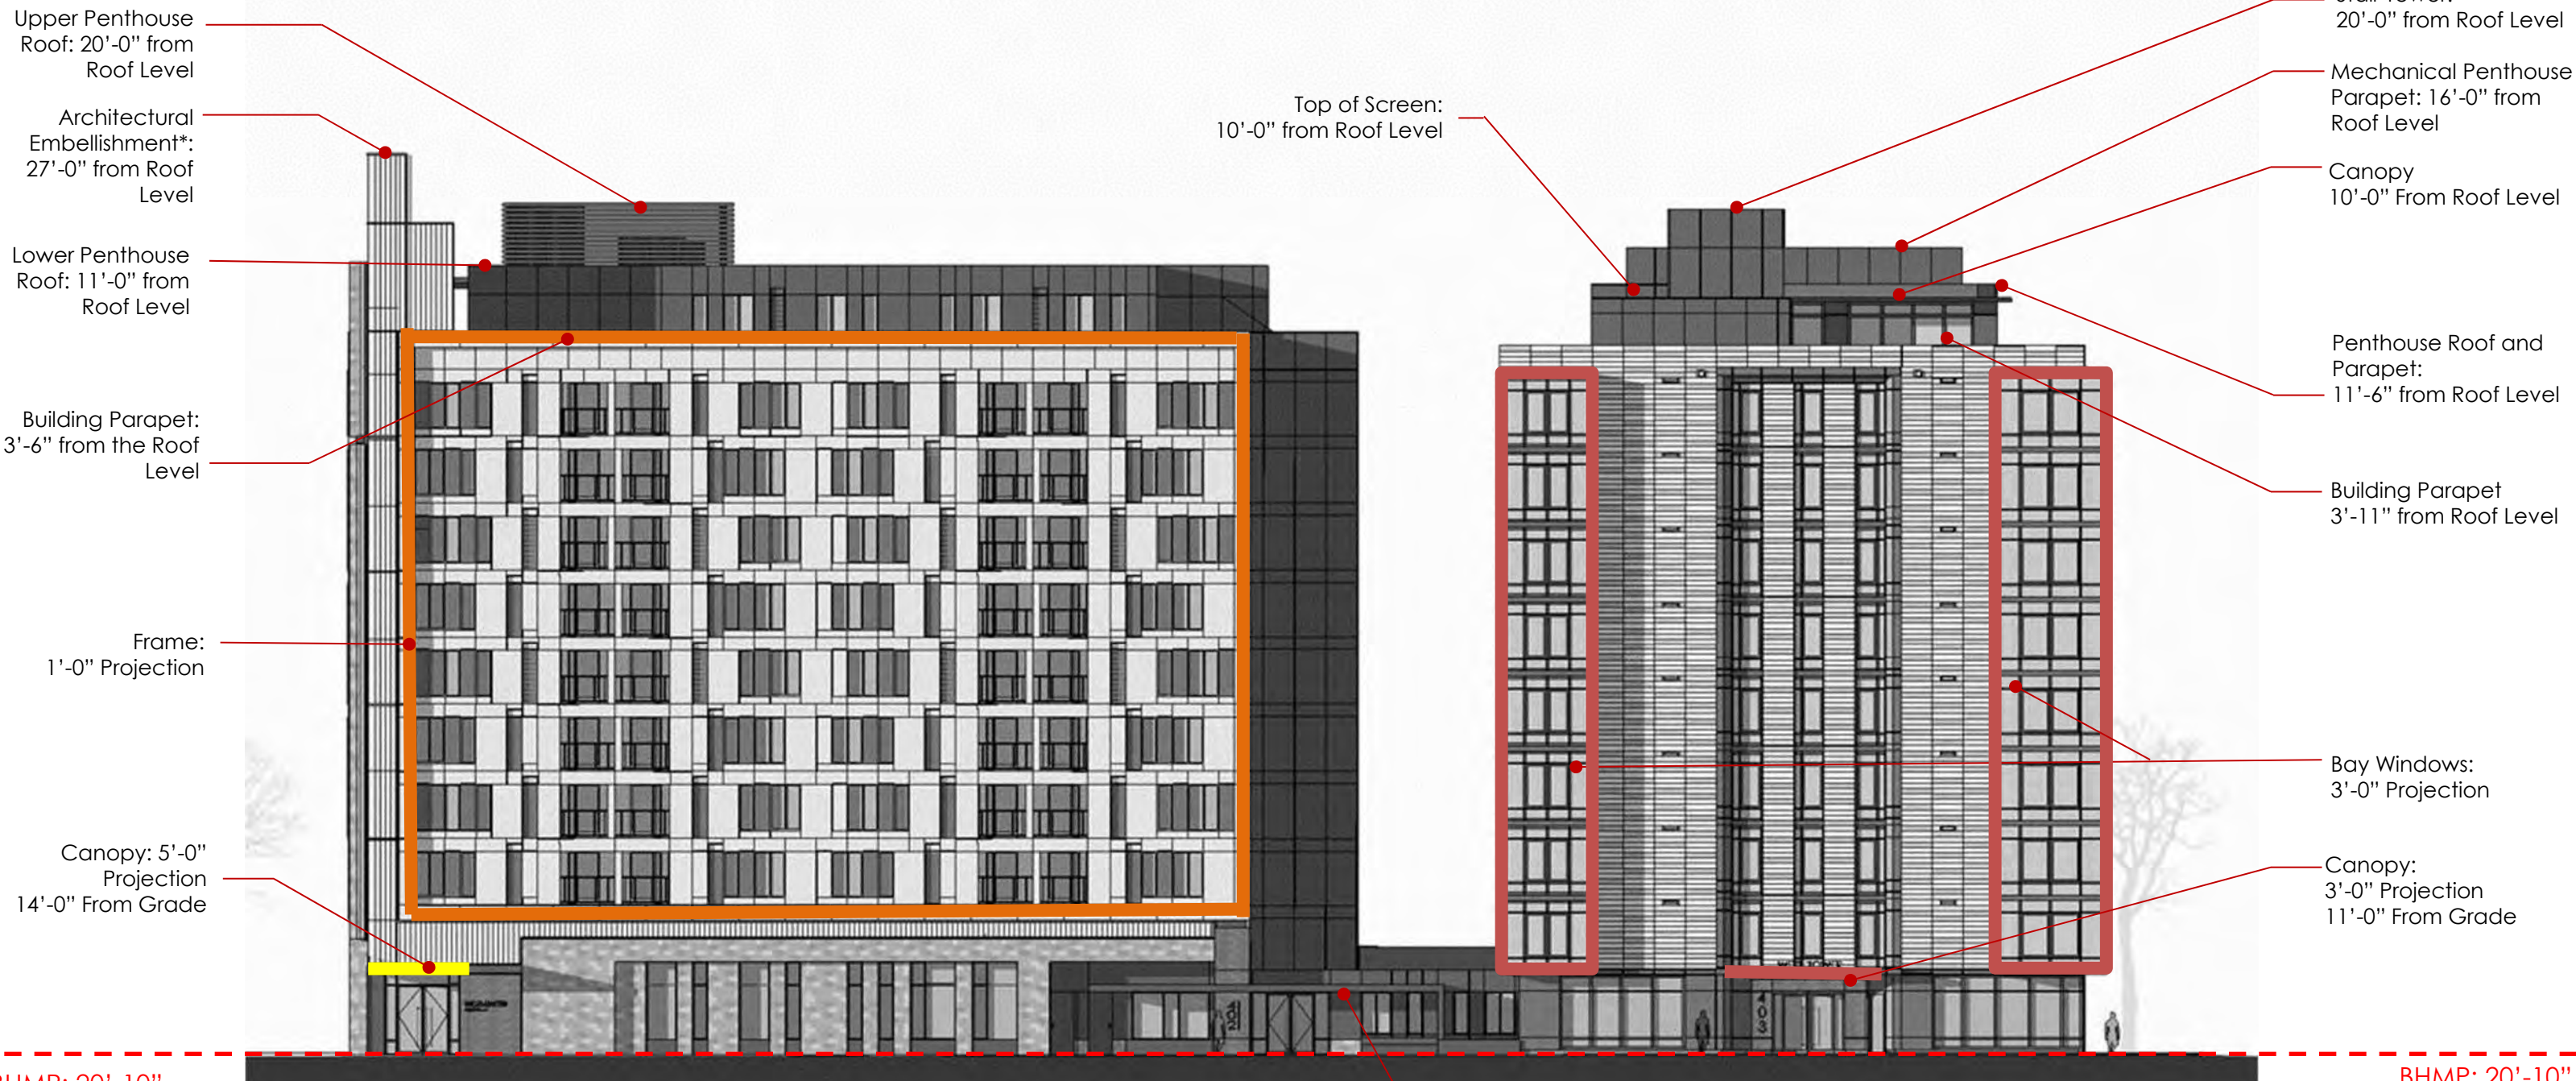 Upper Penthouse
Roof: 20’-0” from
Roof Level
Architectural
Embellishment*:
27’-0” from Roof
Level
Lower Penthouse
Roof: 11’-0” from
Roof Level
Building Parapet:
3’-6” from the Roof
Level
Frame:
1’-0” Projection
Canopy: 5’-0”
Projection
14’-0” From Grade
Top of Screen:
10’-0” from Roof Level
20’-0” from Roof Level
Mechanical Penthouse
Parapet: 16’-0” from
Roof Level
Canopy
10’-0” From Roof Level
Penthouse Roof and
Parapet:
11’-6” from Roof Level
Building Parapet
3’-11” from Roof Level
Bay Windows:
3’-0” Projection
Canopy:
3’-0” Projection
11’-0” From Grade
402
403
BHMP: 20’-10”
BHMP: 20’-10”